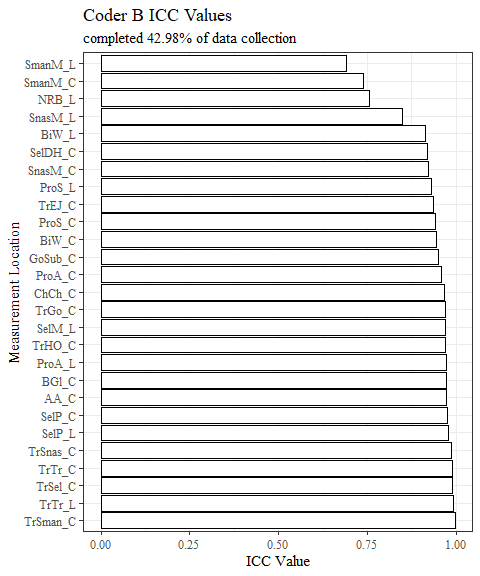 Coder B ICC Values
completed 42.98% of data collection
Measurement Location
SmanM_L
SmanM_C
NRB_L
SnasM_L
BiW_L
SelDH_C
SnasM_C
ProS_L
TrEJ_C
ProS_C
BiW_C
GoSub_C
ProA_C
ChCh_C
TrGo_C
SelM_L
TrHO_C
ProA_L
BGl_C
AA_C
SelP_C
SelP_L
TrSnas_C
TrTr_C
TrSel_C
TrTr_L
TrSman_C
0.00 0.25 0.50 0.75 1.00
ICC Value